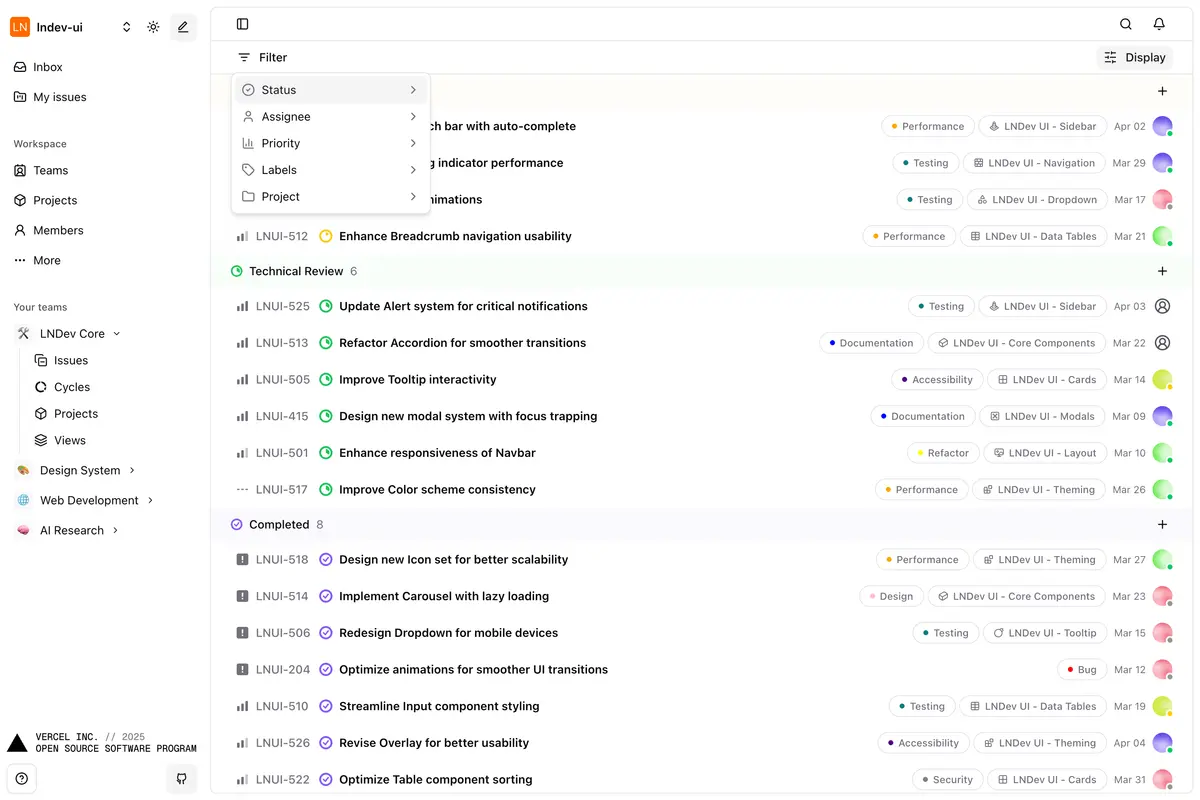 LN lndev-ui
Inbox
My issues
Workspace
Teams
Projects
Members
More
Your teams
LNDev Core
Issues
Cycles
Projects
Views
Design System
Web Development
AI Research
VERCEL INC. // 2025
OPEN SOURCE SOFTWARE PROGRAM
Filter
Display
Status
Assignee
Priority
Labels
Project
bar with auto-complete Performance LNDev UI - Sidebar Apr 02
indicator performance Testing LNDev UI - Navigation Mar 29
Testing LNDev UI - Dropdown Mar 17
LNUI-512 Enhance Breadcrumb navigation usability Performance LNDev UI - Data Tables Mar 21
Technical Review 6
LNUI-525 Update Alert system for critical notifications Testing LNDev UI - Sidebar Apr 03
LNUI-513 Refactor Accordion for smoother transitions Documentation LNDev UI - Core Components Mar 22
LNUI-505 Improve Tooltip interactivity Accessibility LNDev UI - Cards Mar 14
LNUI-415 Design new modal system with focus trapping Documentation LNDev UI - Modals Mar 09
LNUI-501 Enhance responsiveness of Navbar Refactor LNDev UI - Layout Mar 10
LNUI-517 Improve Color scheme consistency Performance LNDev UI - Theming Mar 26
Completed 8
LNUI-518 Design new Icon set for better scalability Performance LNDev UI - Theming Mar 27
LNUI-514 Implement Carousel with lazy loading Design LNDev UI - Core Components Mar 23
LNUI-506 Redesign Dropdown for mobile devices Testing LNDev UI - Tooltip Mar 15
LNUI-204 Optimize animations for smoother UI transitions Bug Mar 12
LNUI-510 Streamline Input component styling Testing LNDev UI - Data Tables Mar 19
LNUI-526 Revise Overlay for better usability Accessibility LNDev UI - Theming Apr 04
LNUI-522 Optimize Table component sorting Security LNDev UI - Cards Mar 31